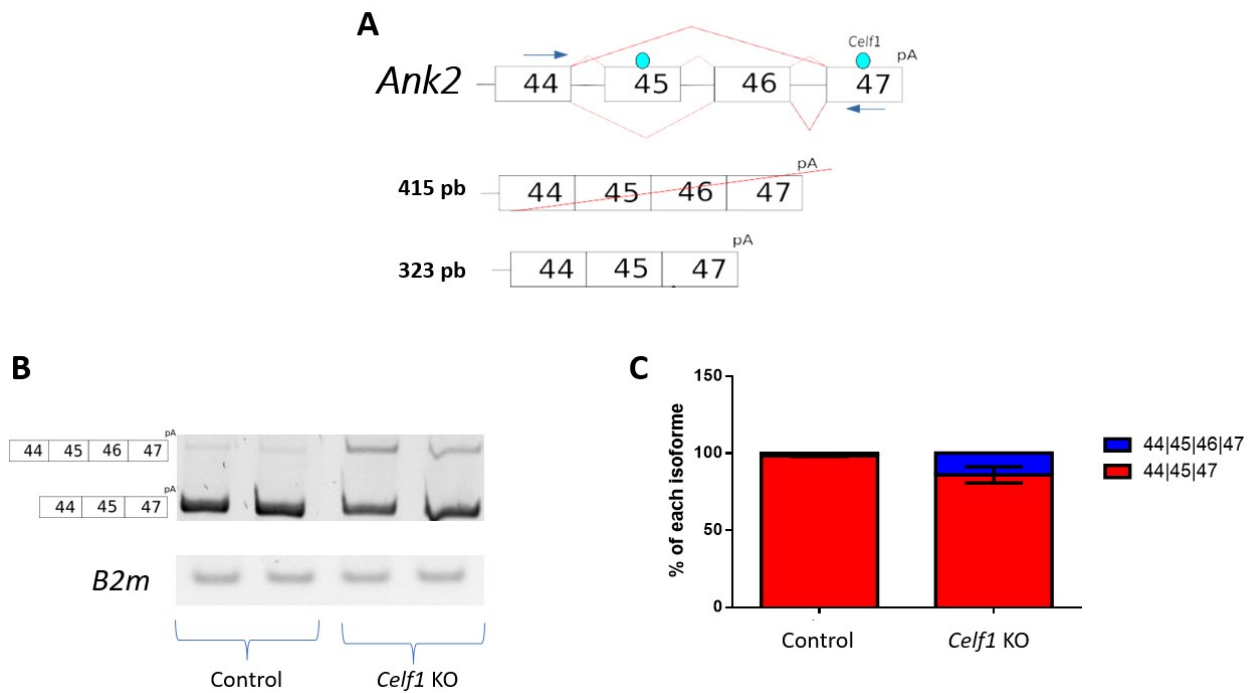 A
Celf1
pA
Ank2
44 45 46 47
pA
415 pb
44 45 46 47
pA
323 pb
44 45 47
B
pA
44 45 46 47
pA
44 45 47
B2m
Control
Celf1 KO
C
% of each isoforme
150
100
50
0
Control
Celf1 KO
44|45|46|47
44|45|47